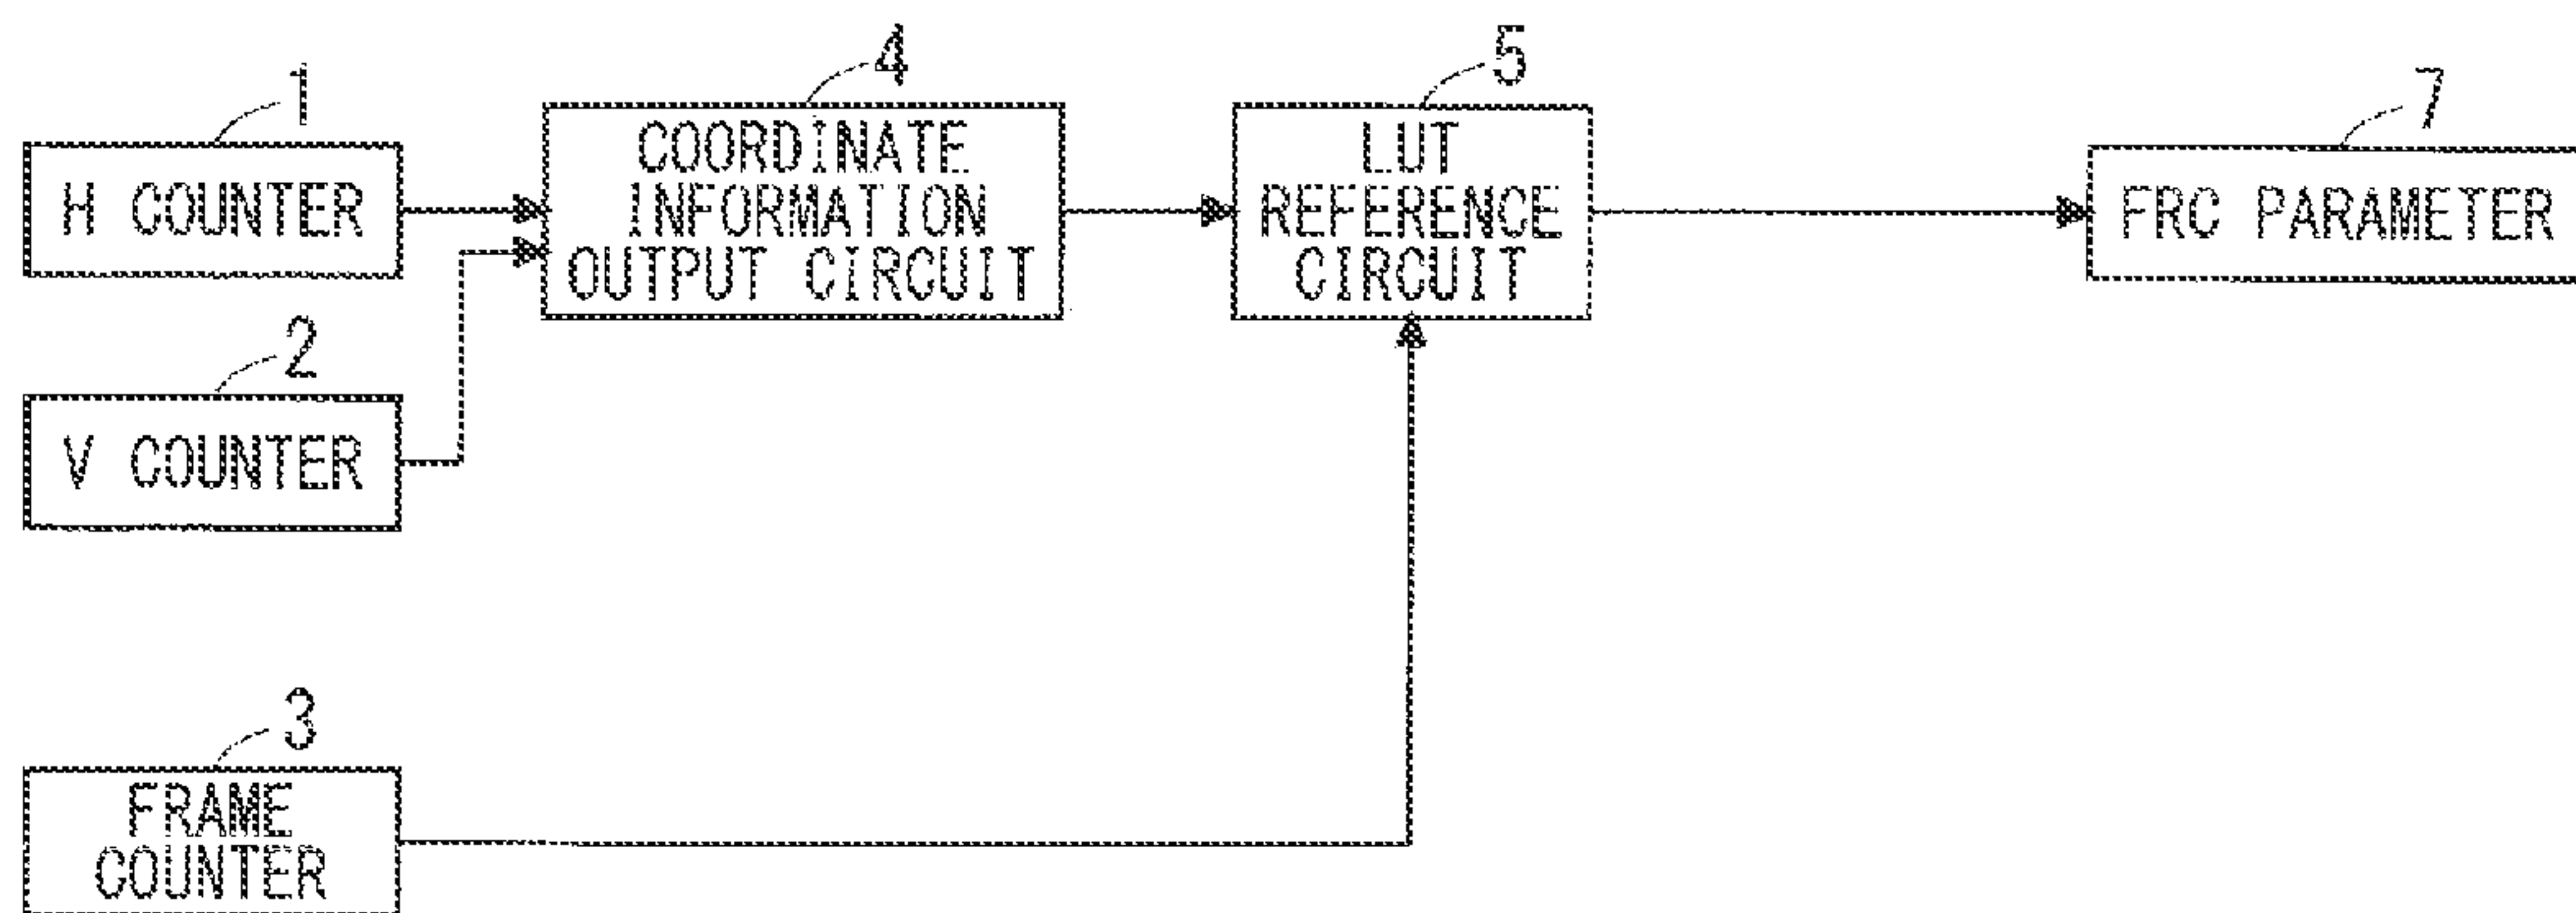 1
H COUNTER
2
V COUNTER
3
FRAME
COUNTER
4
COORDINATE
INFORMATION
OUTPUT CIRCUIT
5
LUT
REFERENCE
CIRCUIT
7
FRC PARAMETER